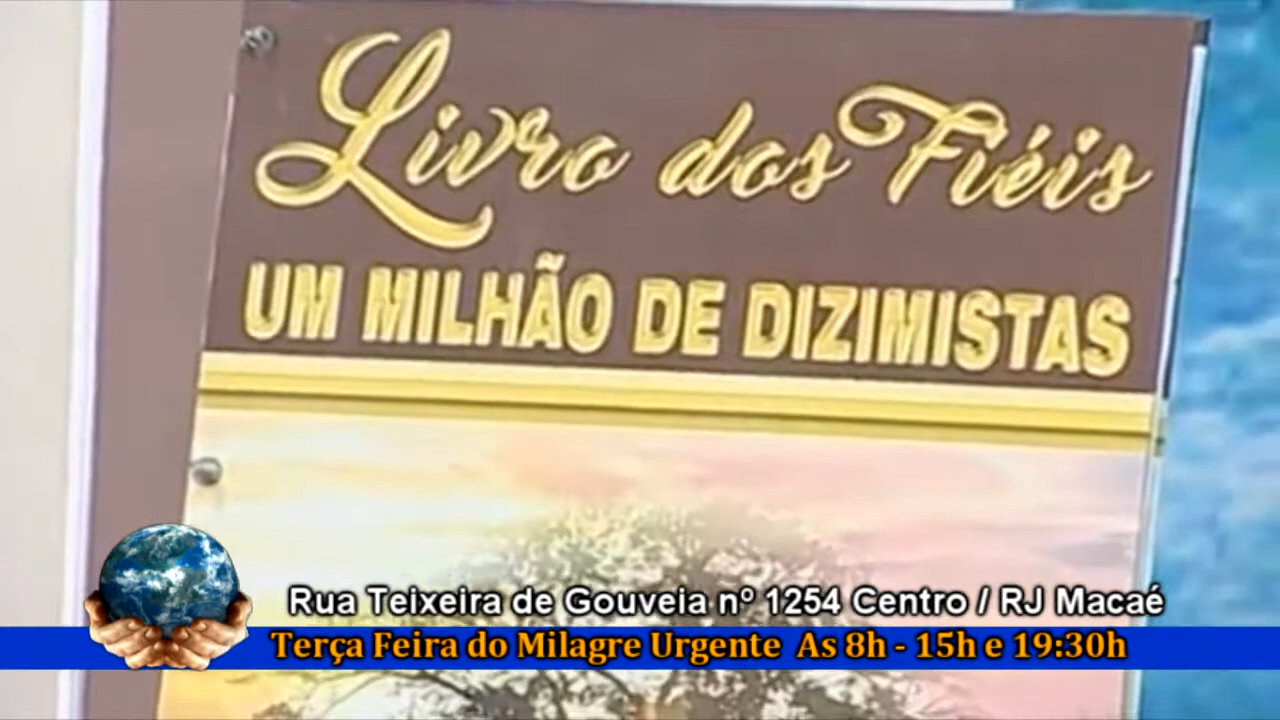 Livro dos Fiéis
UM MILHÃO DE DIZIMISTAS
Rua Teixeira de Gouveia nº 1254 Centro / RJ Macaé
Terça Feira do Milagre Urgente As 8h - 15h e 19:30h